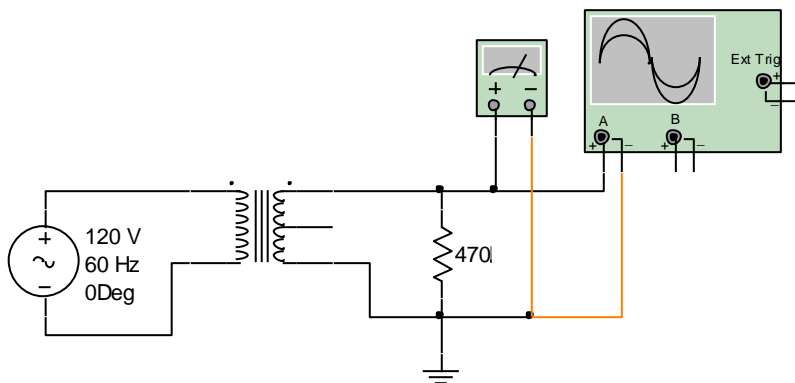 Ext Trig
+
−
+ −
A
B
+ −
+ −
120 V
60 Hz
0Deg
+
−
470